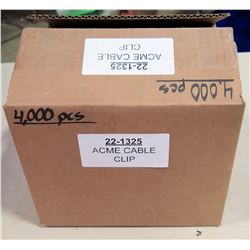 22-1325
ACME CABLE
CLIP
4,000 pcs
4,000 pcs
22-1325
ACME CABLE
CLIP